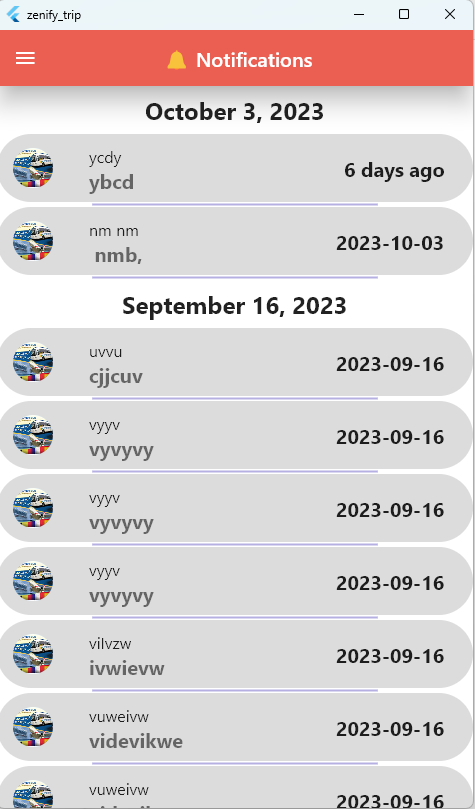 zenify_trip
Notifications
October 3, 2023
ycdy
ybcd
6 days ago
nm nm
nmb,
2023-10-03
September 16, 2023
uvvu
cjjcuv
2023-09-16
vyyv
vyvyvy
2023-09-16
vyyv
vyvyvy
2023-09-16
vyyv
vyvyvy
2023-09-16
vilvzw
ivwievw
2023-09-16
vuweivw
videvikwe
2023-09-16
vuweivw
2023-09-16